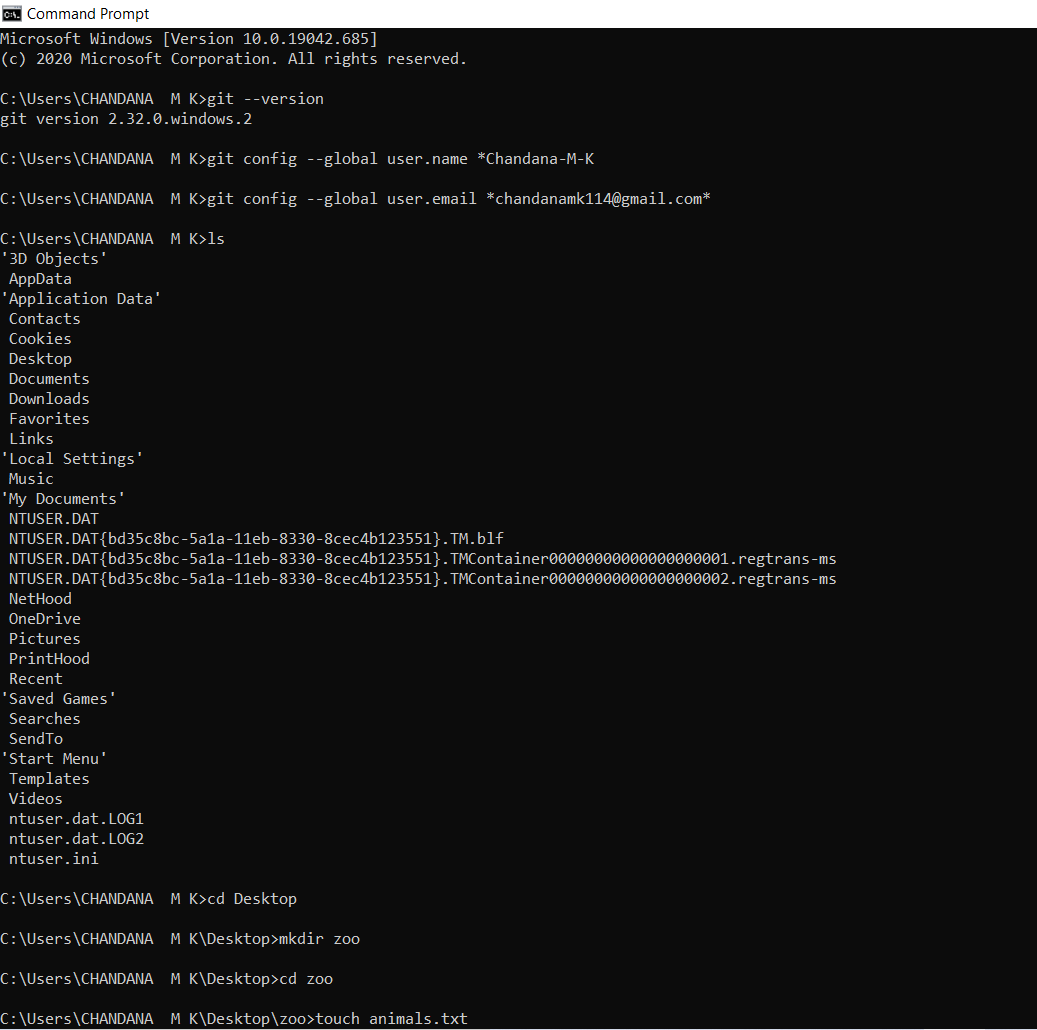 Command Prompt
Microsoft Windows [Version 10.0.19042.685]
(c) 2020 Microsoft Corporation. All rights reserved.
C:\Users\CHANDANA  M K>git --version
git version 2.32.0.windows.2
C:\Users\CHANDANA  M K>git config --global user.name *Chandana-M-K
C:\Users\CHANDANA  M K>git config --global user.email *chandanamk114@gmail.com*
C:\Users\CHANDANA  M K>ls
'3D Objects'
AppData
'Application Data'
Contacts
Cookies
Desktop
Documents
Downloads
Favorites
Links
'Local Settings'
Music
'My Documents'
NTUSER.DAT
NTUSER.DAT{bd35c8bc-5a1a-11eb-8330-8cec4b123551}.TM.blf
NTUSER.DAT{bd35c8bc-5a1a-11eb-8330-8cec4b123551}.TMContainer00000000000000000001.regtrans-ms
NTUSER.DAT{bd35c8bc-5a1a-11eb-8330-8cec4b123551}.TMContainer00000000000000000002.regtrans-ms
NetHood
OneDrive
Pictures
PrintHood
Recent
'Saved Games'
Searches
SendTo
'Start Menu'
Templates
Videos
ntuser.dat.LOG1
ntuser.dat.LOG2
ntuser.ini
C:\Users\CHANDANA  M K>cd Desktop
C:\Users\CHANDANA  M K\Desktop>mkdir zoo
C:\Users\CHANDANA  M K\Desktop>cd zoo
C:\Users\CHANDANA  M K\Desktop\zoo>touch animals.txt